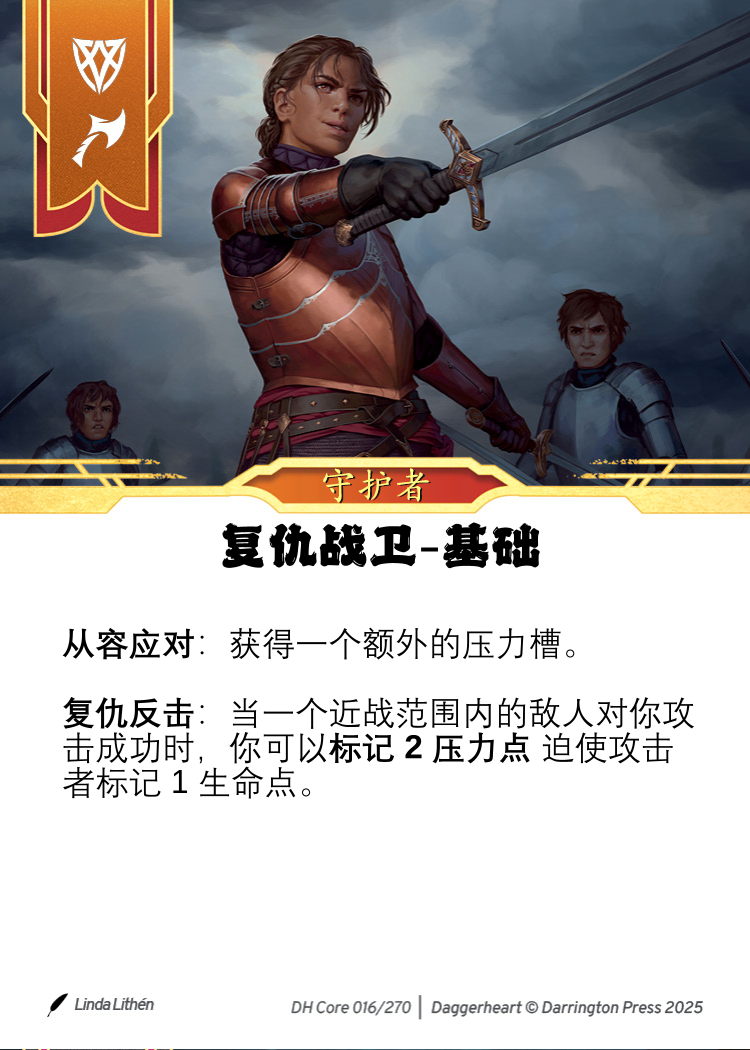 守护者
复仇战卫-基础
从容应对：获得一个额外的压力槽。
复仇反击：当一个近战范围内的敌人对你攻
击成功时，你可以标记 2 压力点 迫使攻击
者标记 1 生命点。
Linda Lithén
DH Core 016/270 | Daggerheart © Darrington Press 2025